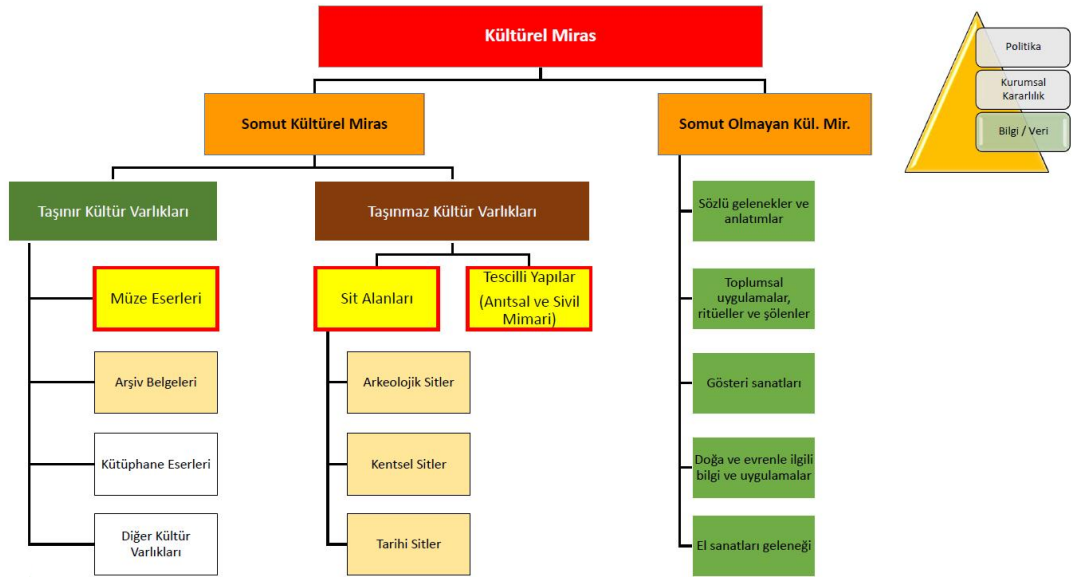 Kültürel Miras
Politika
Kurumsal
Kararlılık
Bilgi / Veri
Somut Kültürel Miras
Somut Olmayan Kül. Mir.
Taşınır Kültür Varlıkları
Taşınmaz Kültür Varlıkları
Müze Eserleri
Arşiv Belgeleri
Kütüphane Eserleri
Diğer Kültür
Varlıkları
Sit Alanları
Tescilli Yapılar
(Anıtsal ve Sivil
Mimari)
Arkeolojik Sitler
Kentsel Sitler
Tarihi Sitler
Sözlü gelenekler ve
anlatımlar
Toplumsal
uygulamalar,
ritüeller ve şölenler
Gösteri sanatları
Doğa ve evrenle ilgili
bilgi ve uygulamalar
El sanatları geleneği